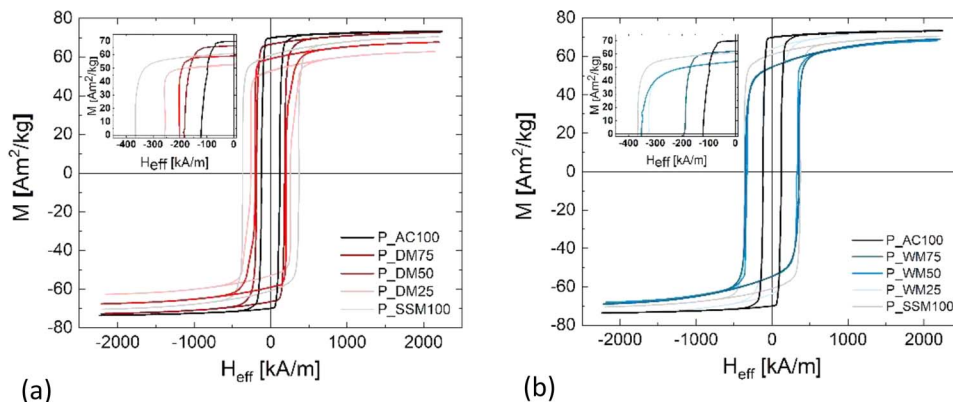 80
60
40
20
0
-20
-40
-60
-80
M [Am²/kg]
-2000
-1000
0
1000
2000
H_eff [kA/m]
70
60
50
40
30
20
10
0
M [Am²/kg]
-400
-300
-200
-100
0
H_eff [kA/m]
P_AC100
P_DM75
P_DM50
P_DM25
P_SSM100
(a)
80
60
40
20
0
-20
-40
-60
-80
M [Am²/kg]
-2000
-1000
0
1000
2000
H_eff [kA/m]
70
60
50
40
30
20
10
0
M [Am²/kg]
-400
-300
-200
-100
0
H_eff [kA/m]
P_AC100
P_WM75
P_WM50
P_WM25
P_SSM100
(b)